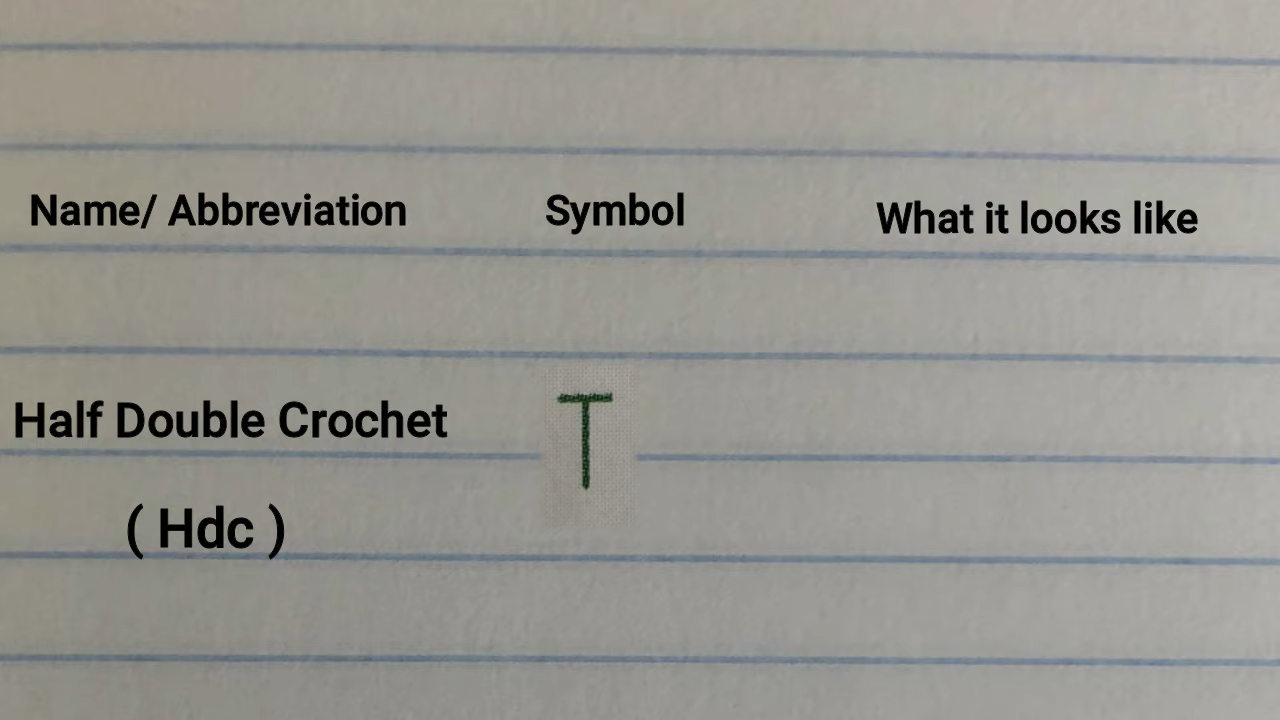 Name/ Abbreviation Symbol What it looks like
Half Double Crochet T
( Hdc )